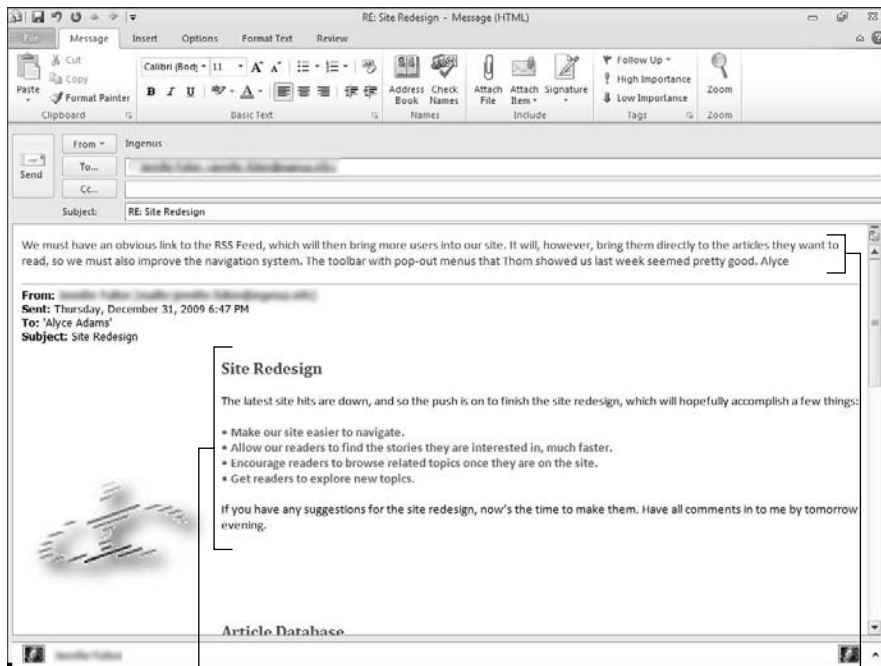 RE: Site Redesign - Message (HTML)
File Message Insert Options Format Text Review
Paste
Cut
Copy
Format Painter
Clipboard
Calibri (Body 11
B I U
Basic Text
Address Book
Check Names
Names
Attach File
Attach Item
Signature
Include
Follow Up
High Importance
Low Importance
Tags
Zoom
Zoom
Send
From Ingenus
To...
Cc...
Subject: RE: Site Redesign
We must have an obvious link to the RSS Feed, which will then bring more users into our site. It will, however, bring them directly to the articles they want to
read, so we must also improve the navigation system. The toolbar with pop-out menus that Thom showed us last week seemed pretty good. Alyce
From:
Sent: Thursday, December 31, 2009 6:47 PM
To: 'Alyce Adams'
Subject: Site Redesign
Site Redesign
The latest site hits are down, and so the push is on to finish the site redesign, which will hopefully accomplish a few things:
• Make our site easier to navigate.
• Allow our readers to find the stories they are interested in, much faster.
• Encourage readers to browse related topics once they are on the site.
• Get readers to explore new topics.
If you have any suggestions for the site redesign, now's the time to make them. Have all comments in to me by tomorrow
evening.
Article Database